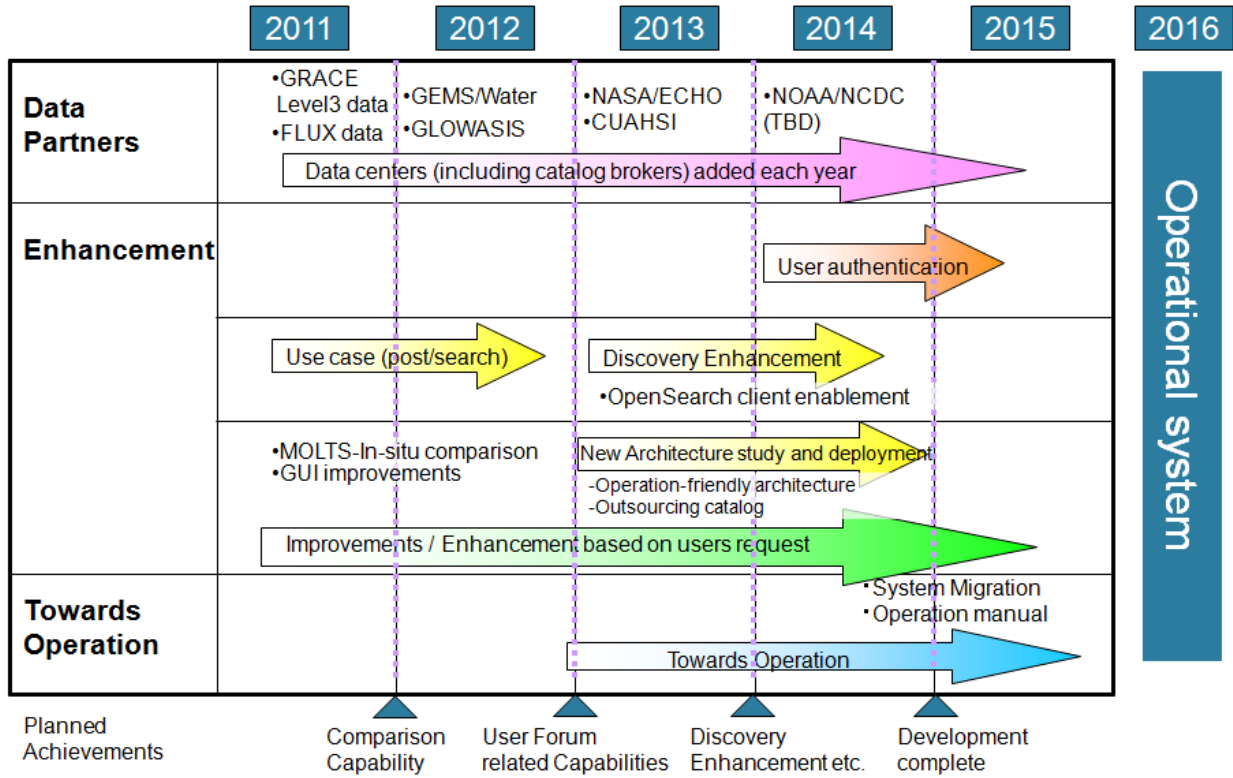 2011
2012
2013
2014
2015
2016
Data
Partners
•GRACE
Level3 data
•FLUX data
•GEMS/Water
•GLOWASIS
•NASA/ECHO
•CUAHSI
•NOAA/NCDC
(TBD)
Data centers (including catalog brokers) added each year
Enhancement
User authentication
Use case (post/search)
Discovery Enhancement
•OpenSearch client enablement
•MOLTS-In-situ comparison
•GUI improvements
New Architecture study and deployment
-Operation-friendly architecture
-Outsourcing catalog
Improvements / Enhancement based on users request
Towards
Operation
•System Migration
•Operation manual
Towards Operation
Operational system
Planned
Achievements
Comparison
Capability
User Forum
related Capabilities
Discovery
Enhancement etc.
Development
complete